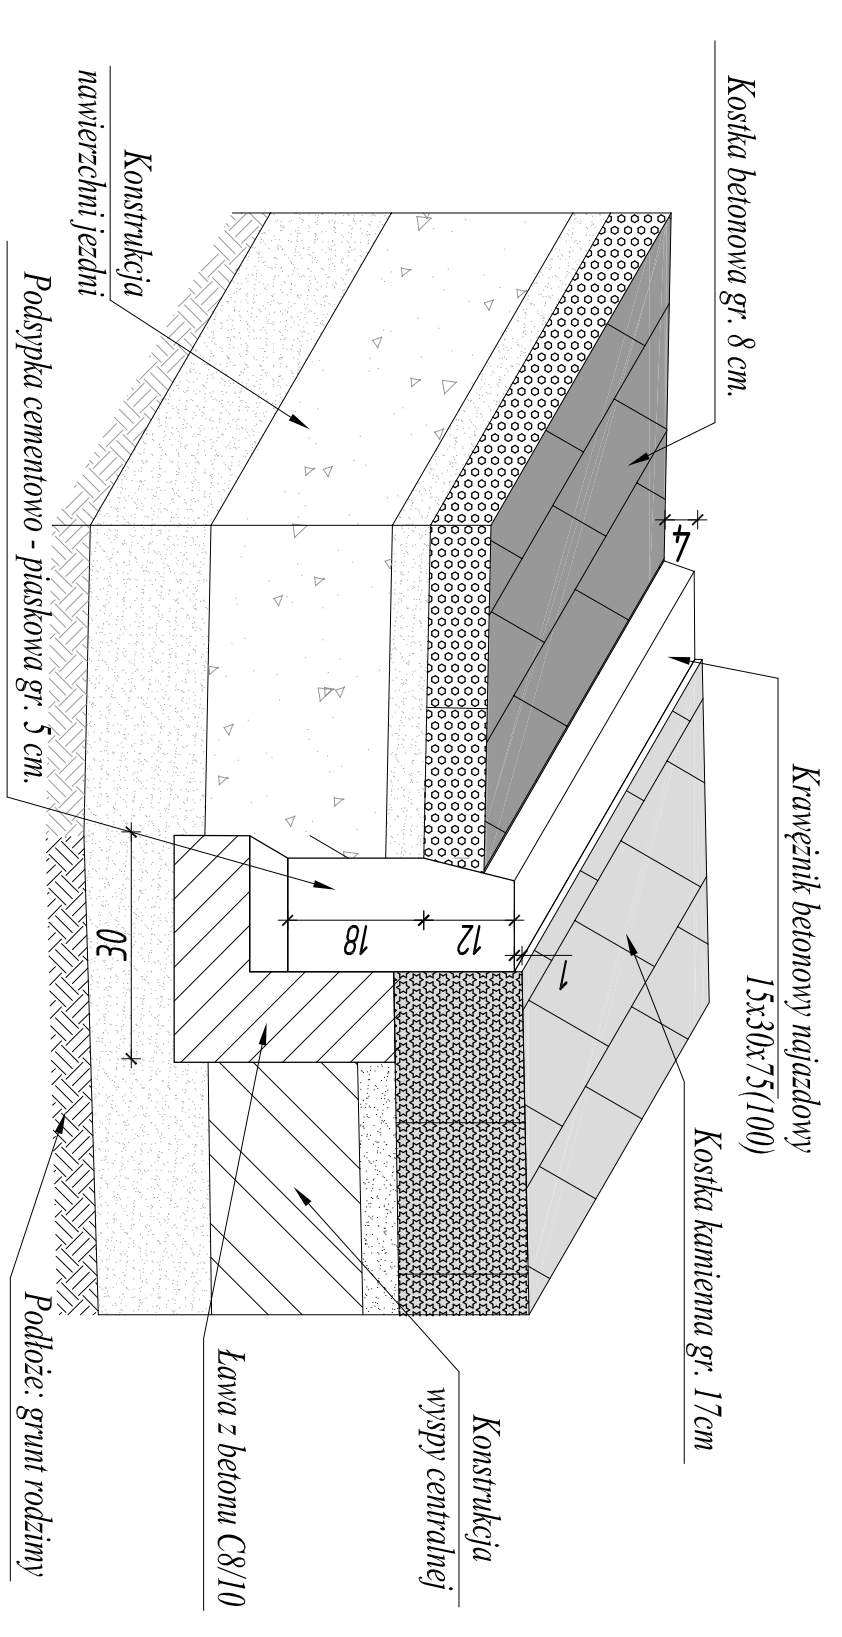 Kostka betonowa gr. 8 cm.
Krawężnik betonowy najazdowy
15x30x75(100)
Kostka kamienna gr. 17cm
4
1
12
18
30
Konstrukcja
nawierzchni jezdni
Podsypka cementowo - piaskowa gr. 5 cm.
Konstrukcja
wyspy centralnej
Ława z betonu C8/10
Podłoże: grunt rodzimy